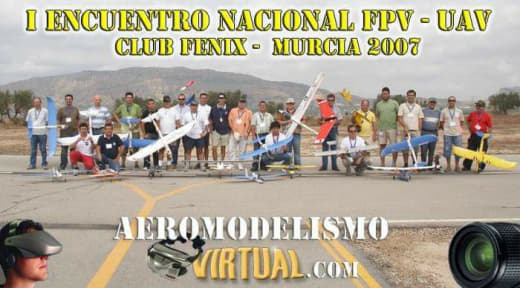 I ENCUENTRO NACIONAL FPV - UAV
CLUB FENIX - MURCIA 2007
AEROMODELISMO
VIRTUAL.COM